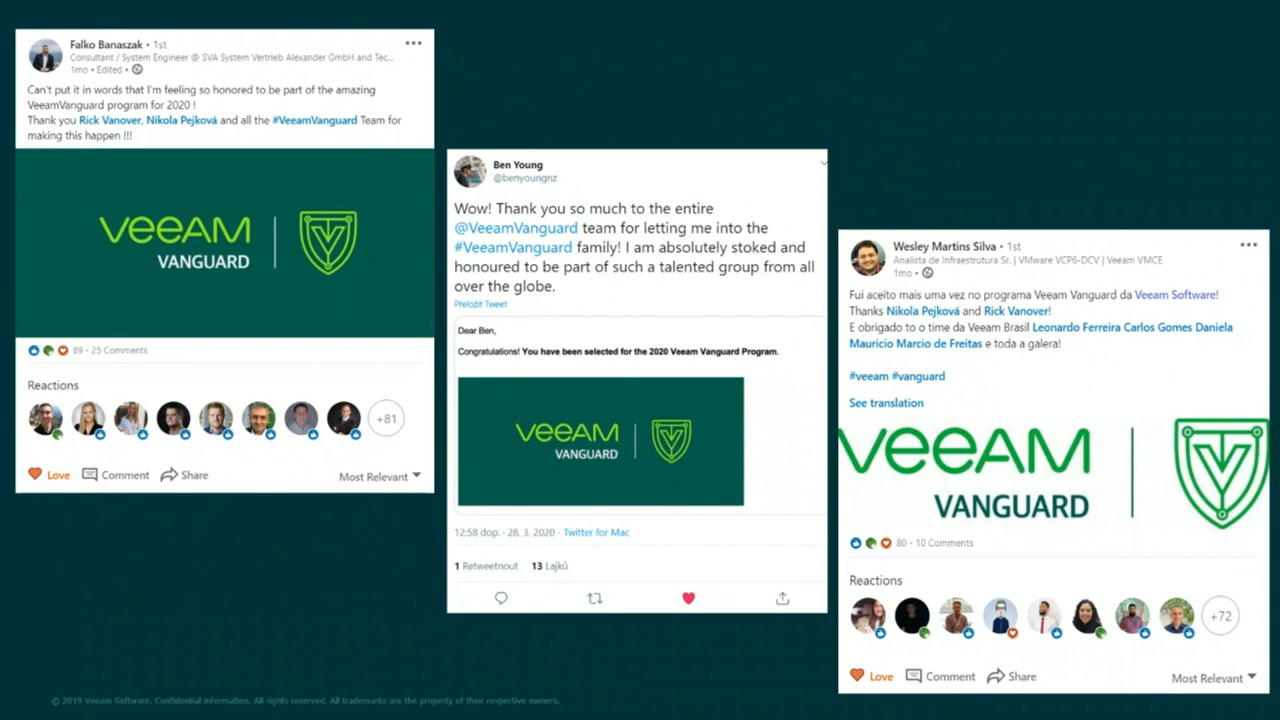 Falko Banaszak • 1st
Consultant / System Engineer @ SVA System Vertrieb Alexander GmbH and Tec...
1mo • Edited •
Can't put it in words that I'm feeling so honored to be part of the amazing
VeeamVanguard program for 2020 !
Thank you Rick Vanover, Nikola Pejková and all the #VeeamVanguard Team for
making this happen !!!
veeAM
VANGUARD
89 · 25 Comments
Reactions
+81
Love Comment Share Most Relevant
Ben Young
@benyoungnz
Wow! Thank you so much to the entire
@VeeamVanguard team for letting me into the
#VeeamVanguard family! I am absolutely stoked and
honoured to be part of such a talented group from all
over the globe.
Přeložit Tweet
Dear Ben,
Congratulations! You have been selected for the 2020 Veeam Vanguard Program.
veeAM
VANGUARD
12:58 dop. · 28. 3. 2020 · Twitter for Mac
1 Retweetnout 13 Lajků
Wesley Martins Silva • 1st
Analista de Infraestrutura Sr. | VMware VCP6-DCV | Veeam VMCE
1mo •
Fui aceito mais uma vez no programa Veeam Vanguard da Veeam Software!
Thanks Nikola Pejková and Rick Vanover!
E obrigado to o time da Veeam Brasil Leonardo Ferreira Carlos Gomes Daniela
Mauricio Marcio de Freitas e toda a galera!
#veeam #vanguard
See translation
veeAM
VANGUARD
80 · 10 Comments
Reactions
+72
Love Comment Share Most Relevant
© 2019 Veeam Software. Confidential information. All rights reserved. All trademarks are the property of their respective owners.